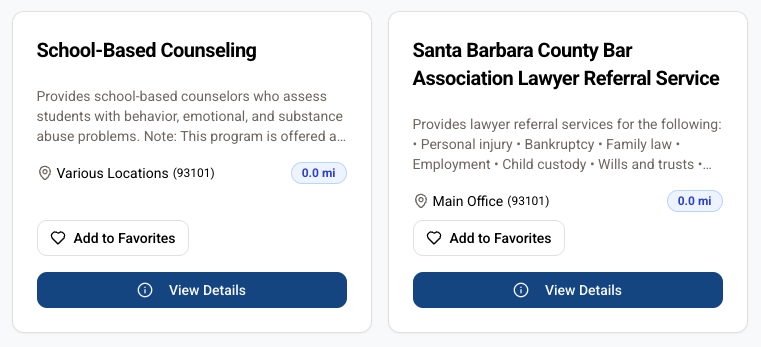 School-Based Counseling
Provides school-based counselors who assess
students with behavior, emotional, and substance
abuse problems. Note: This program is offered a...
Various Locations (93101)
0.0 mi
Add to Favorites
View Details
Santa Barbara County Bar
Association Lawyer Referral Service
Provides lawyer referral services for the following:
• Personal injury • Bankruptcy • Family law •
Employment • Child custody • Wills and trusts •...
Main Office (93101)
0.0 mi
Add to Favorites
View Details